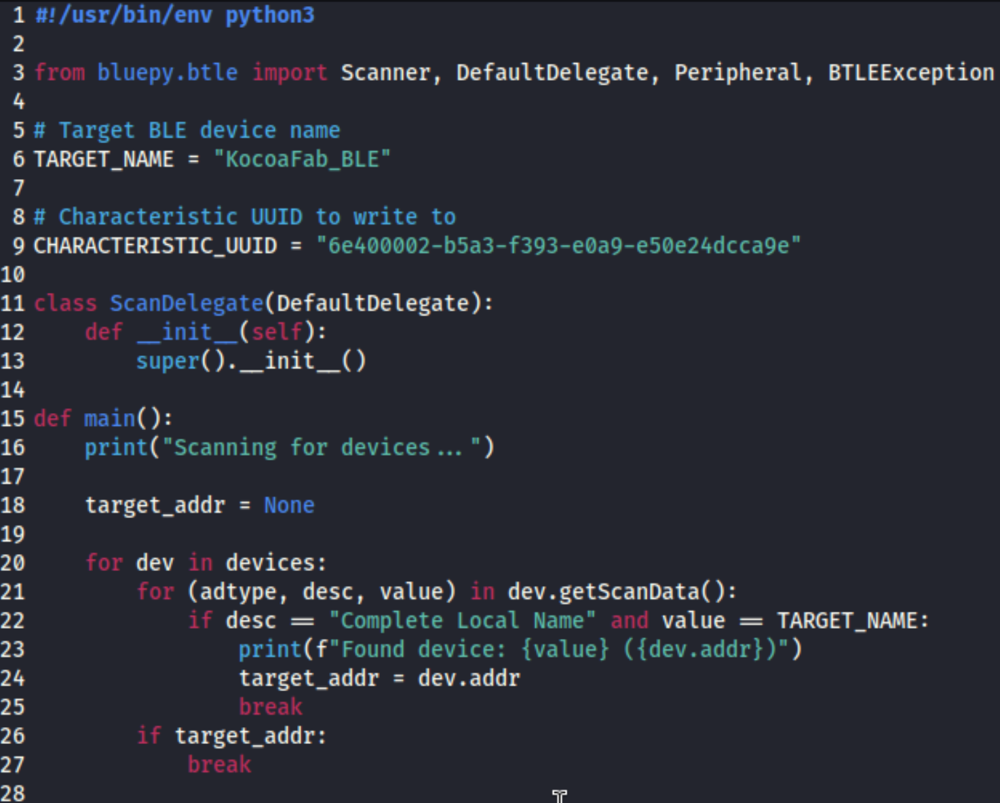 1 #!/usr/bin/env python3
2
3 from bluepy.btle import Scanner, DefaultDelegate, Peripheral, BTLEException
4
5 # Target BLE device name
6 TARGET_NAME = "KocoaFab_BLE"
7
8 # Characteristic UUID to write to
9 CHARACTERISTIC_UUID = "6e400002-b5a3-f393-e0a9-e50e24dcca9e"
10
11 class ScanDelegate(DefaultDelegate):
12     def __init__(self):
13         super().__init__()
14
15 def main():
16     print("Scanning for devices...")
17
18     target_addr = None
19
20     for dev in devices:
21         for (adtype, desc, value) in dev.getScanData():
22             if desc == "Complete Local Name" and value == TARGET_NAME:
23                 print(f"Found device: {value} ({dev.addr})")
24                 target_addr = dev.addr
25                 break
26         if target_addr:
27             break
28